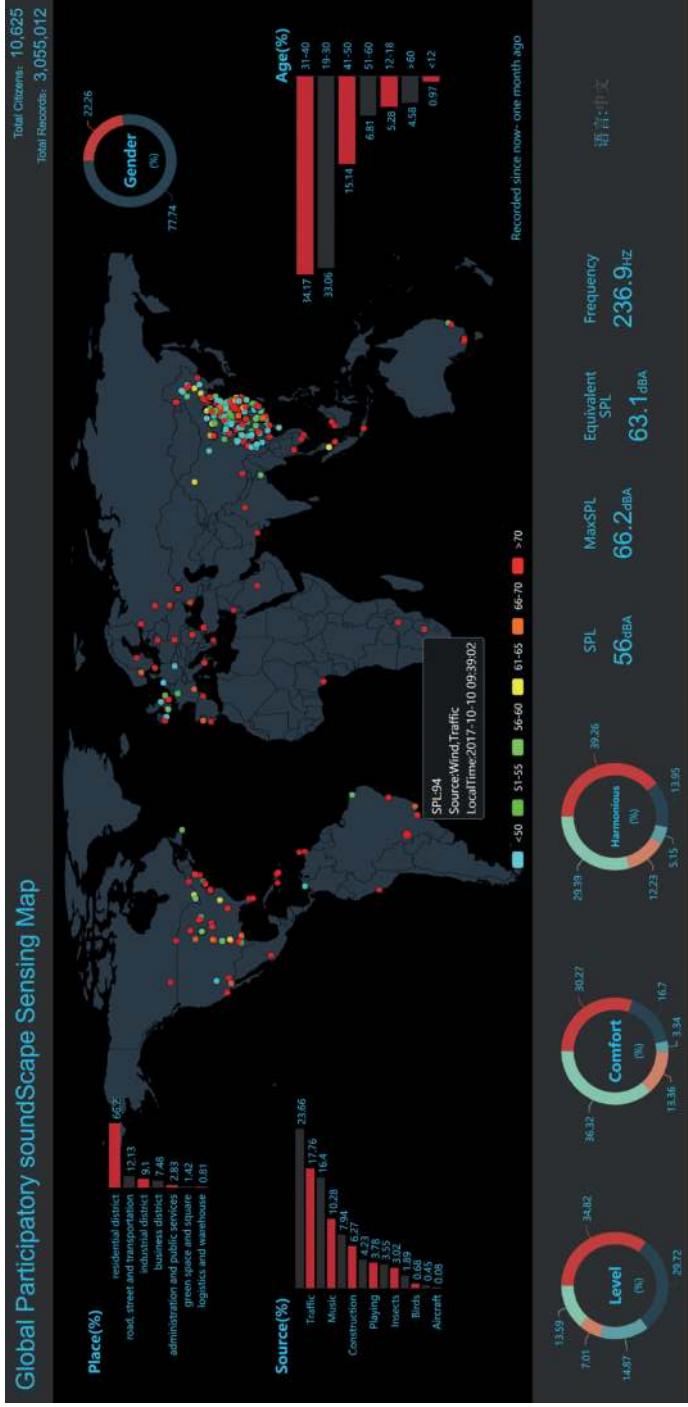 Global Participatory soundScape Sensing Map
Total Citizens: 10,625
Total Records: 3,055,012
Place(%)
residential district 66.2
road, street and transportation 12.13
industrial district 9.1
business district 7.48
administration and public services 2.83
green space and square 1.42
logistics and warehouse 0.81
Gender
(%)
22.26
77.74
Source(%)
23.66
Traffic 17.76
16.4
Music 10.28
7.94
Construction 6.27
4.23
Playing 3.78
3.55
Insects 3.02
1.89
Birds 0.68
0.45
Aircraft 0.08
Age(%)
34.17 31-40
33.06 19-30
15.14 41-50
6.81 51-60
5.28 12-18
4.58 >60
0.97 <12
SPL:94
Source:Wind,Traffic
LocalTime:2017-10-10 09:39:02
<50 51-55 56-60 61-65 66-70 >70
Recorded since now- one month ago
Level
(%)
13.59
34.82
7.01
14.87
29.72
Comfort
(%)
36.32
30.27
16.7
3.34
13.36
Harmonious
(%)
29.39
39.26
12.23
5.15
13.95
SPL
56dBA
MaxSPL
66.2dBA
Equivalent
SPL
63.1dBA
Frequency
236.9HZ
语言:中文